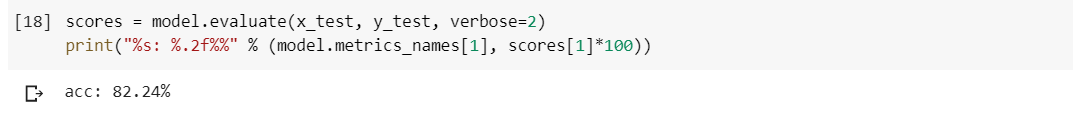 [18] scores = model.evaluate(x_test, y_test, verbose=2)
print("%s: %.2f%%" % (model.metrics_names[1], scores[1]*100))
acc: 82.24%